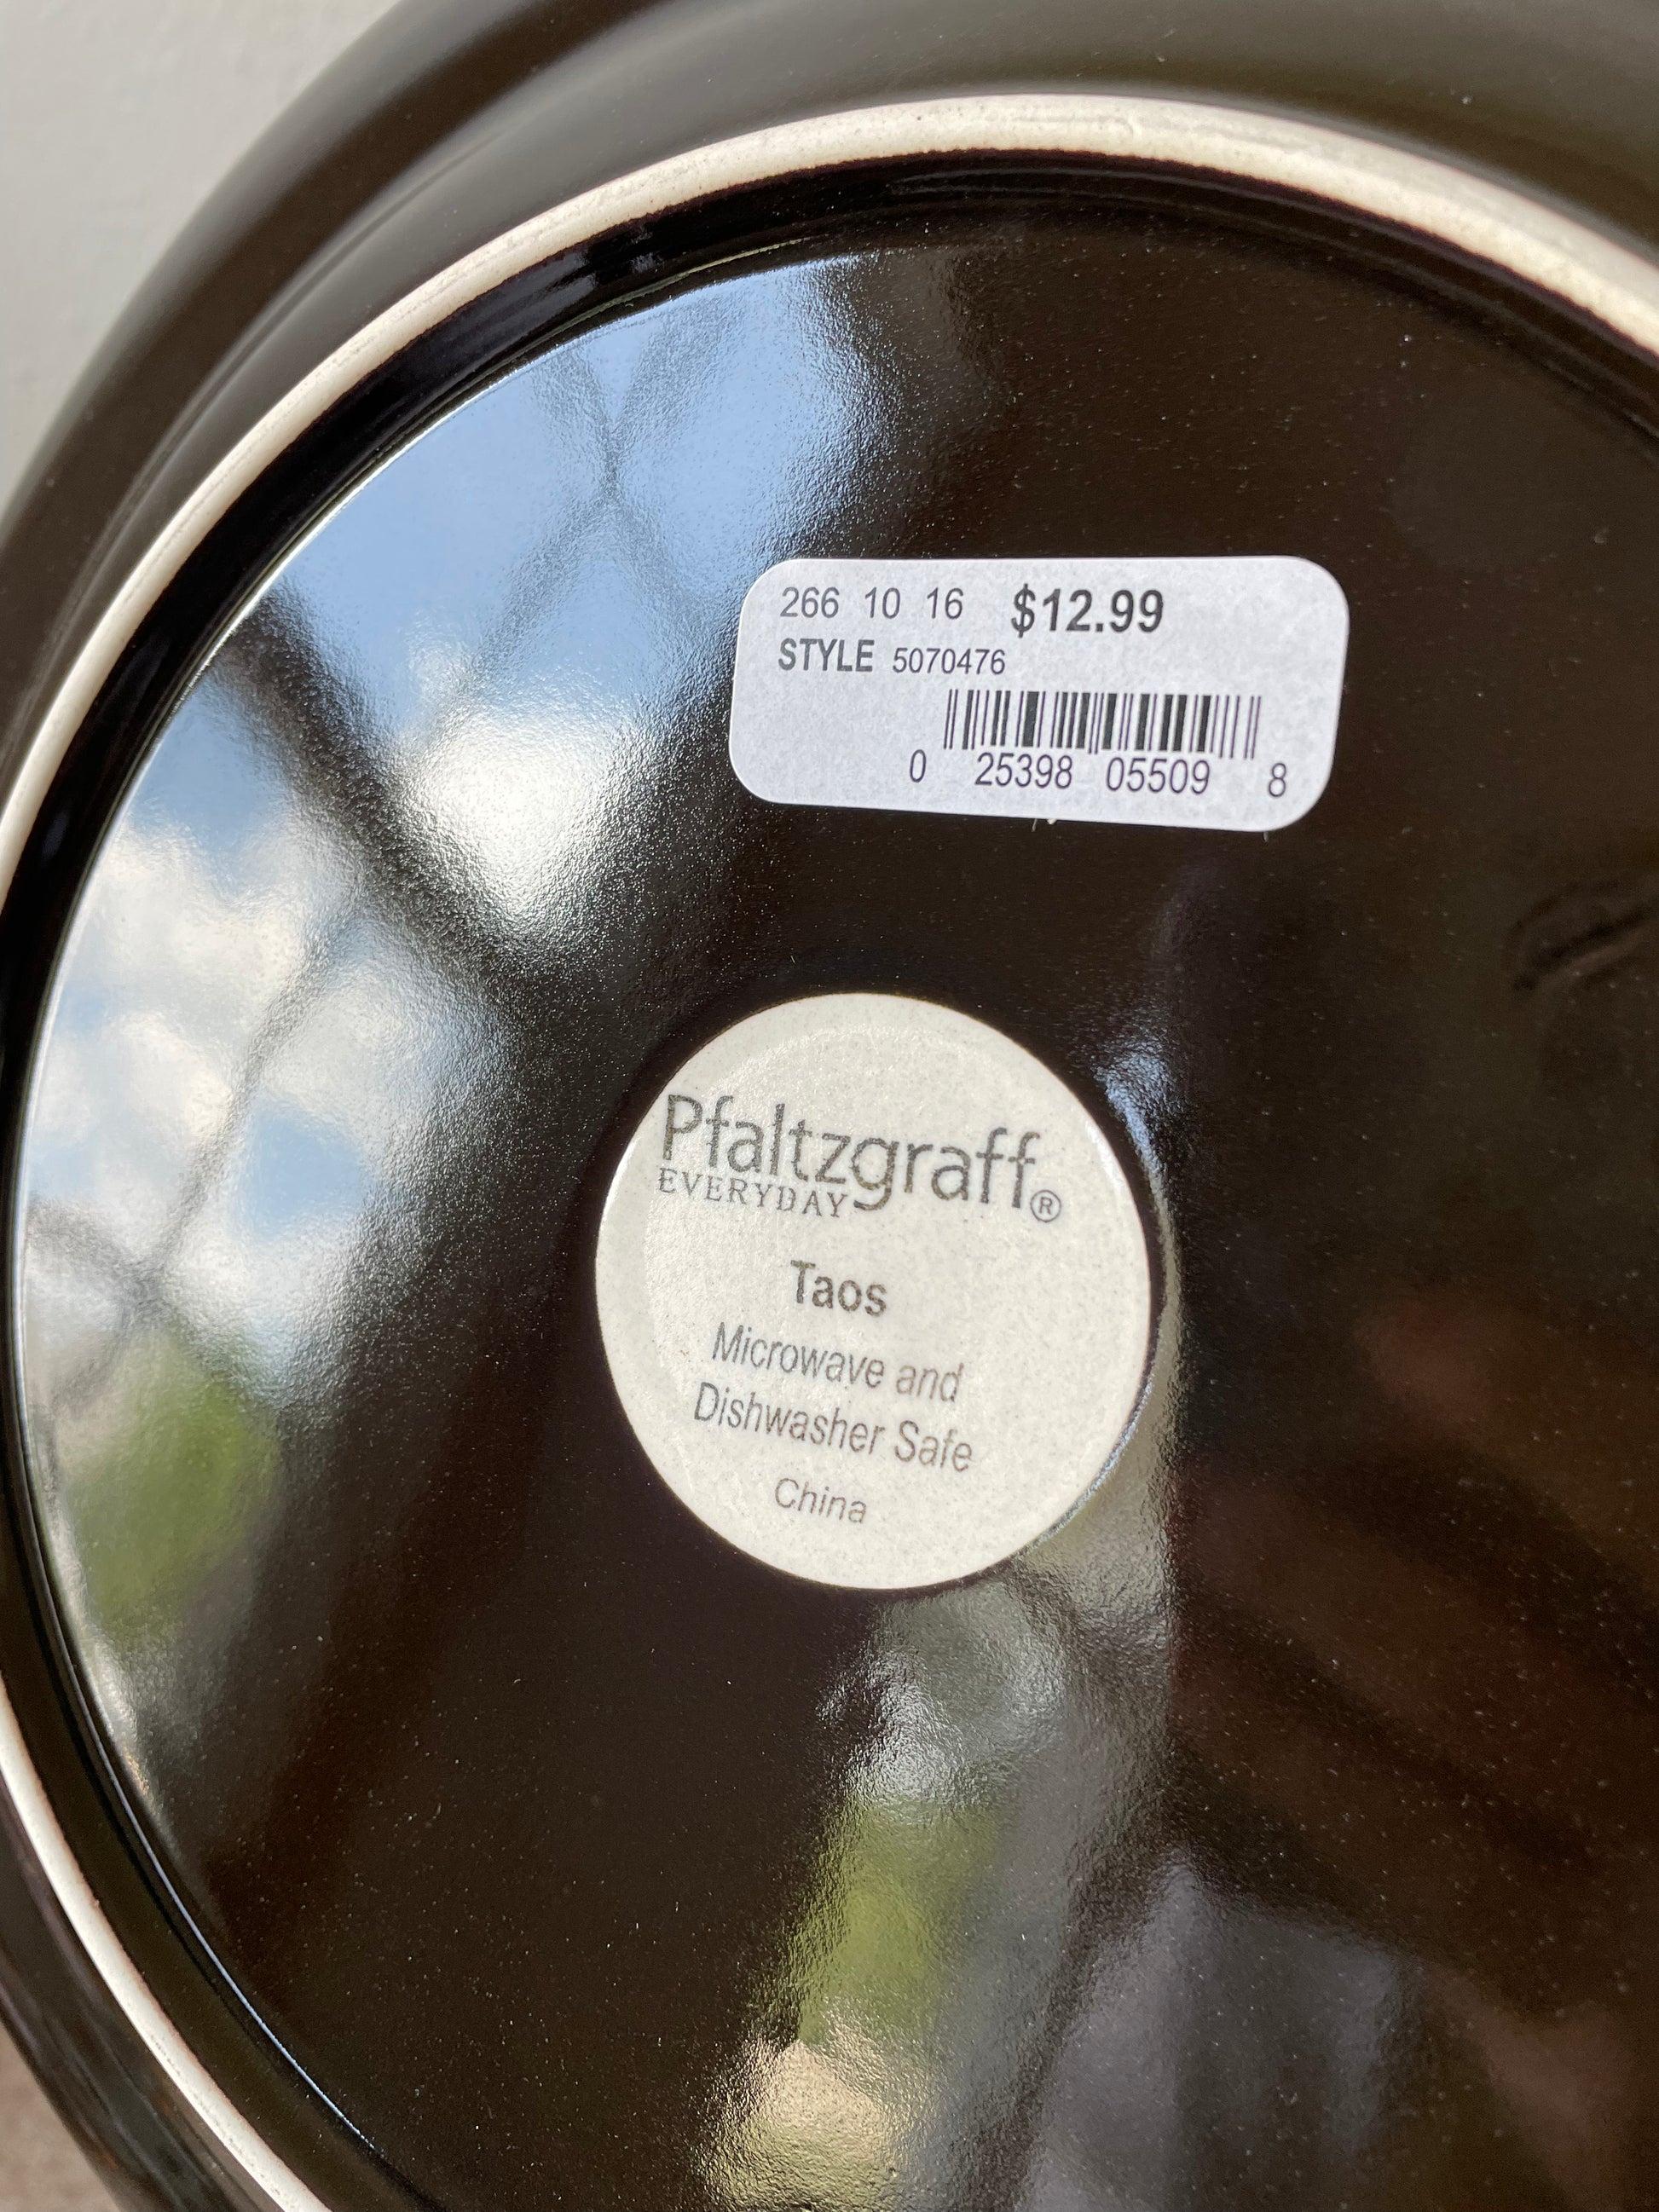 266 10 16 $12.99
STYLE 5070476
0 25398 05509 8
Pfaltzgraff®
EVERYDAY
Taos
Microwave and
Dishwasher Safe
China